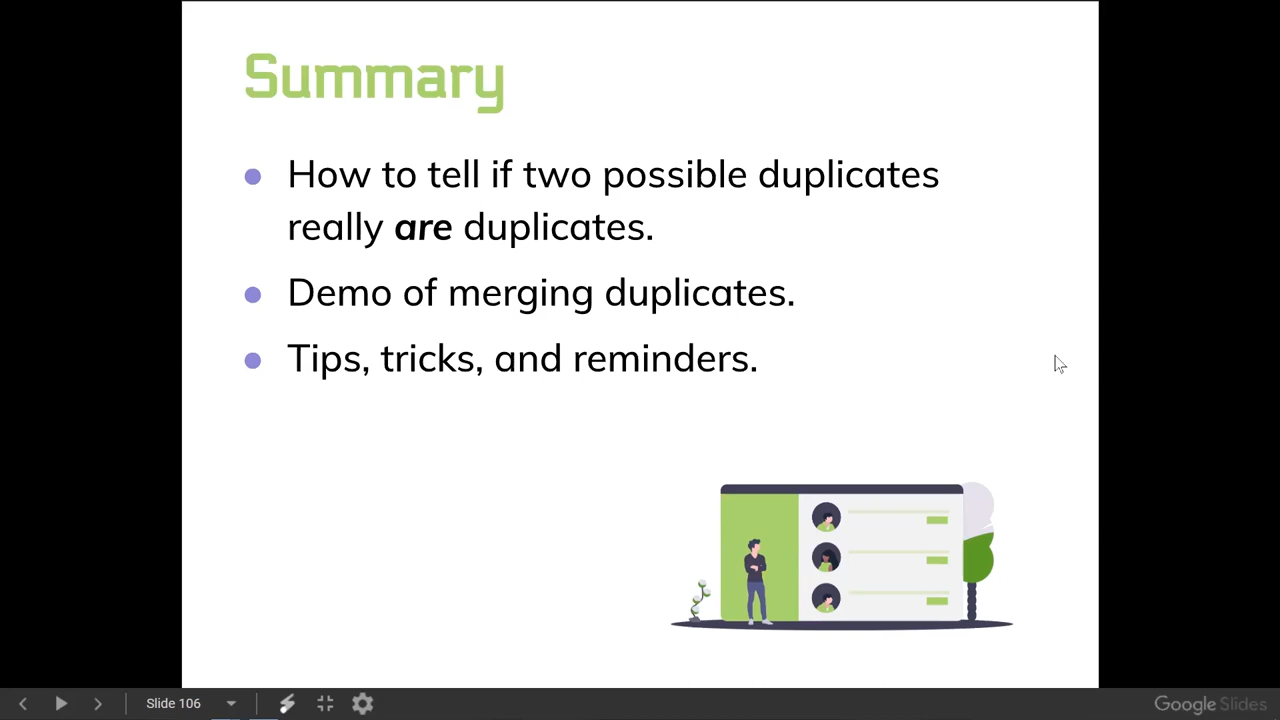 Summary
● How to tell if two possible duplicates
really are duplicates.
● Demo of merging duplicates.
● Tips, tricks, and reminders.
Slide 106
Google Slides